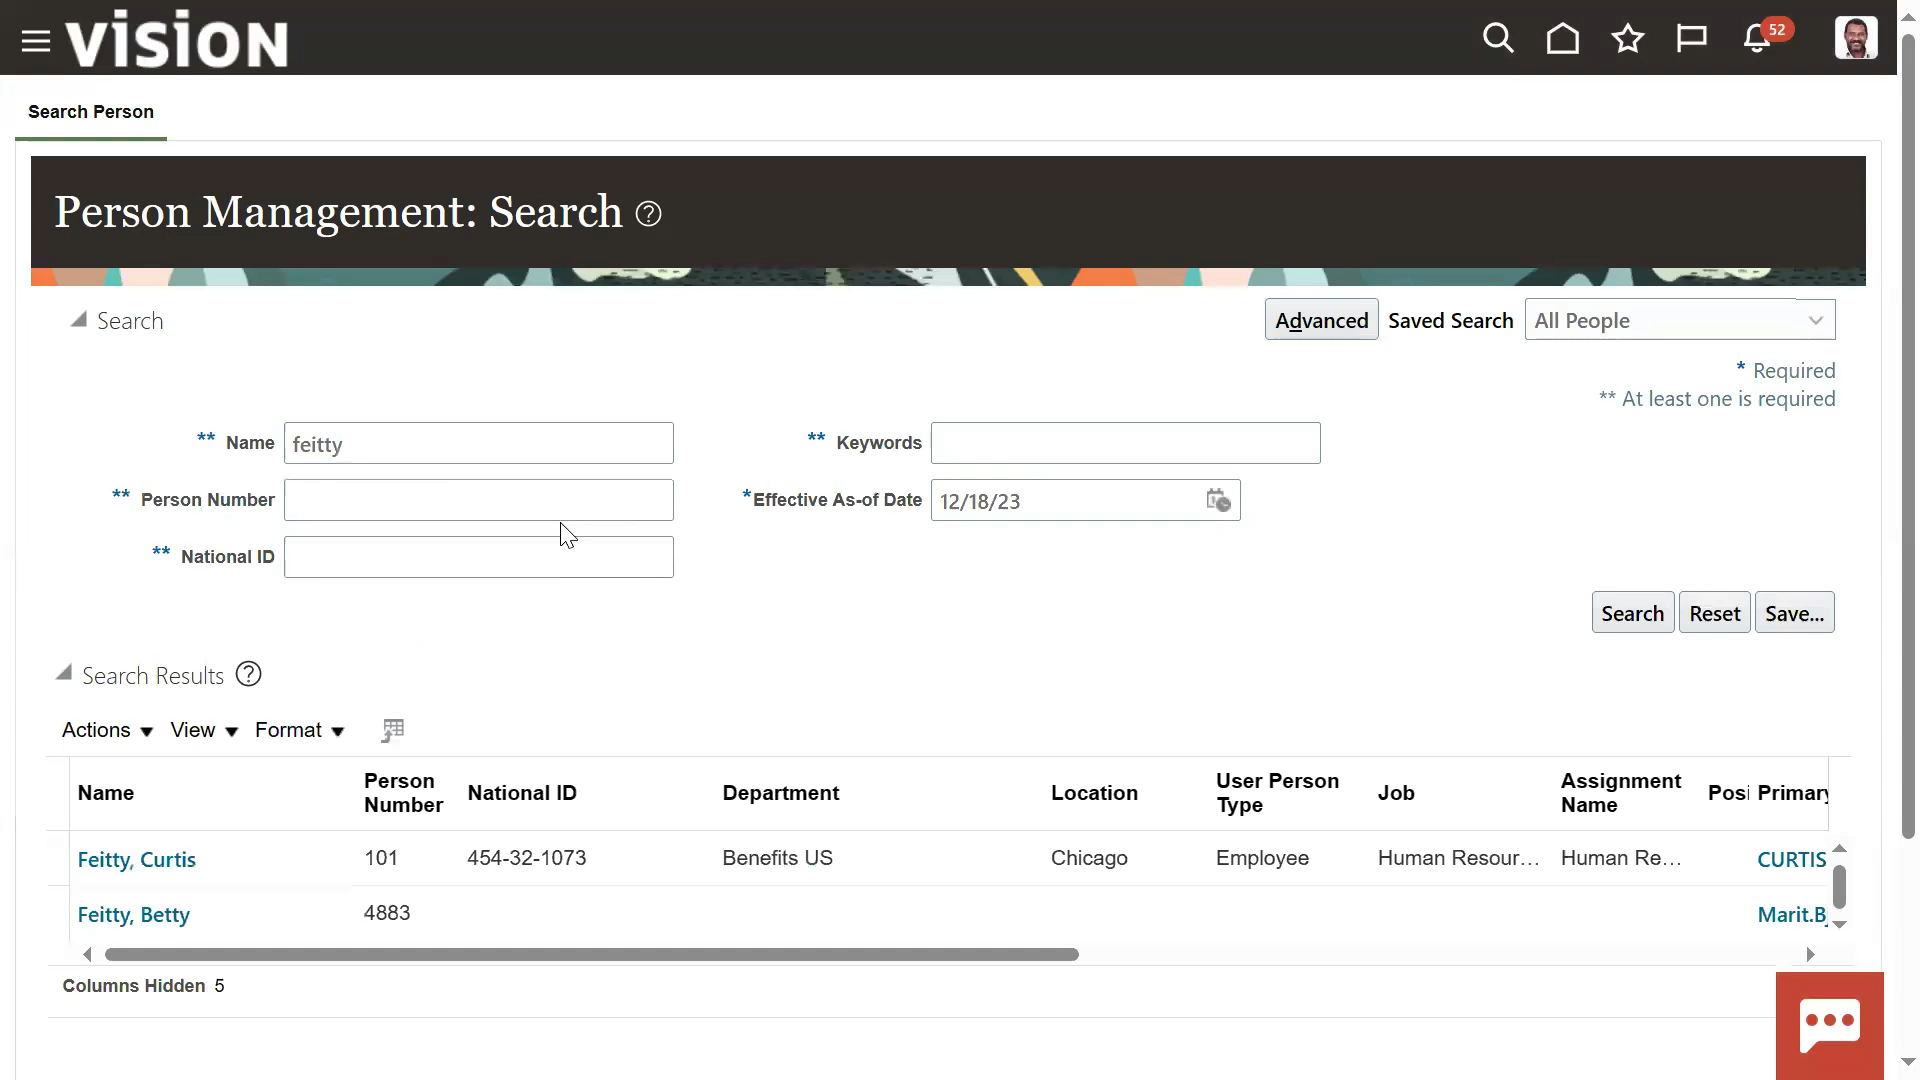 vision
52
Search Person
Person Management: Search ?
Search
Advanced Saved Search All People
* Required
** At least one is required
** Name feitty
** Keywords
** Person Number
*Effective As-of Date 12/18/23
** National ID
Search Reset Save...
Search Results ?
Actions View Format
Name Person Number National ID Department Location User Person Type Job Assignment Name Posi Primary
Feitty, Curtis 101 454-32-1073 Benefits US Chicago Employee Human Resour... Human Re... CURTIS
Feitty, Betty 4883 Marit.B
Columns Hidden 5